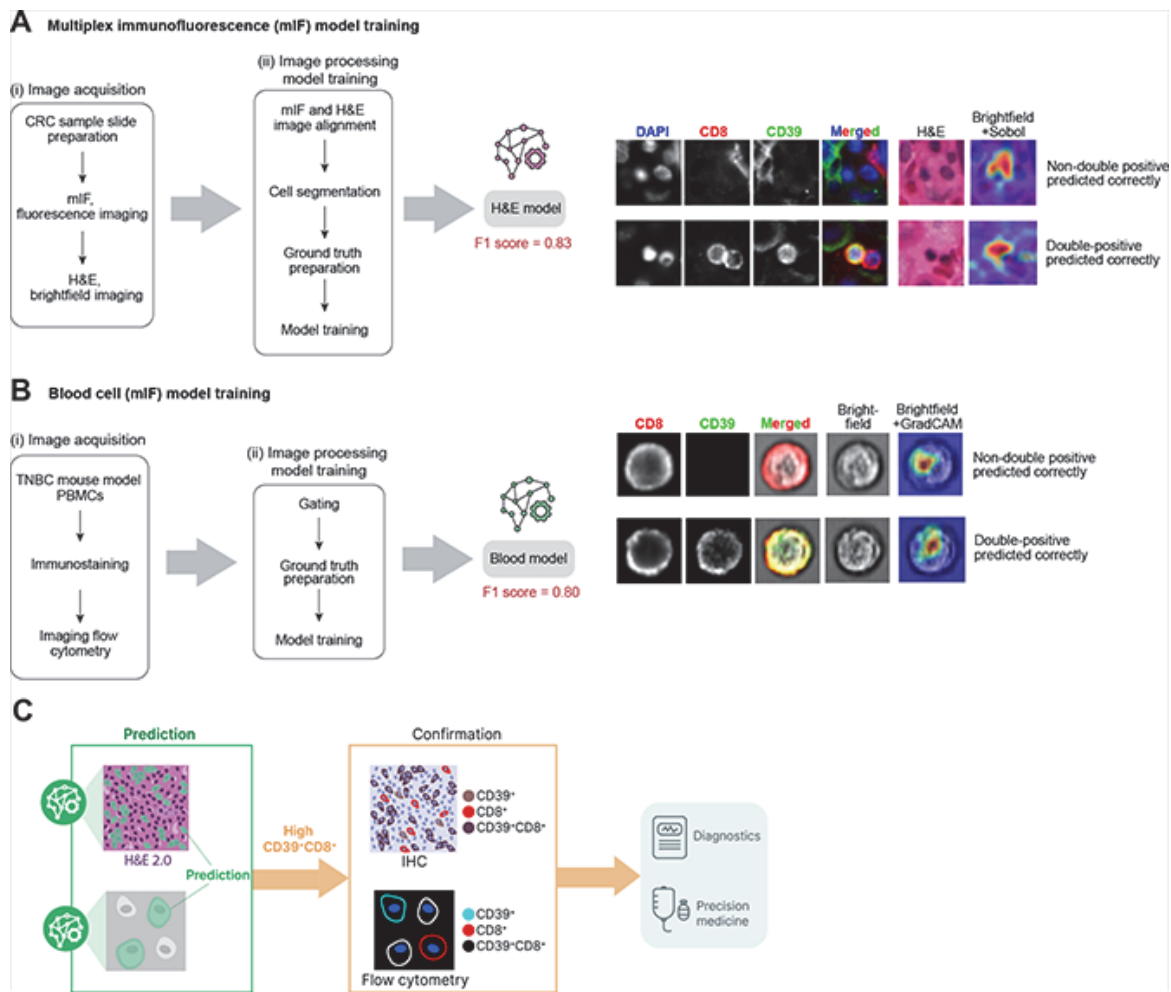 A Multiplex immunofluorescence (mIF) model training
(i) Image acquisition
CRC sample slide
preparation
mIF,
fluorescence imaging
H&E,
brightfield imaging
(ii) Image processing
model training
mIF and H&E
image alignment
Cell segmentation
Ground truth
preparation
Model training
H&E model
F1 score = 0.83
DAPI CD8 CD39 Merged H&E Brightfield
+Sobol
Non-double positive
predicted correctly
Double-positive
predicted correctly
B Blood cell (mIF) model training
(i) Image acquisition
TNBC mouse model
PBMCs
Immunostaining
Imaging flow
cytometry
(ii) Image processing
model training
Gating
Ground truth
preparation
Model training
Blood model
F1 score = 0.80
CD8 CD39 Merged Bright-
field
Brightfield
+GradCAM
Non-double positive
predicted correctly
Double-positive
predicted correctly
C
Prediction
H&E 2.0
Prediction
High
CD39⁺CD8⁺
Confirmation
CD39⁺
CD8⁺
CD39⁺CD8⁺
IHC
CD39⁺
CD8⁺
CD39⁺CD8⁺
Flow cytometry
Diagnostics
Precision
medicine